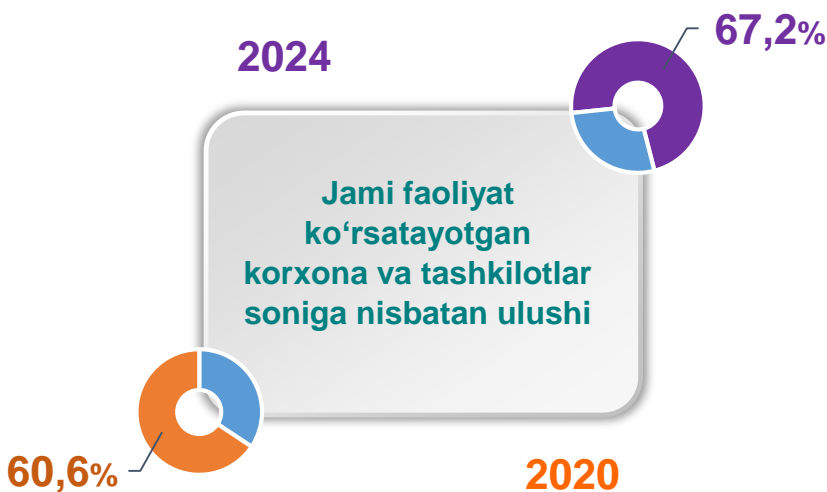 67,2%
2024
Jami faoliyat
ko‘rsatayotgan
korxona va tashkilotlar
soniga nisbatan ulushi
60,6%
2020